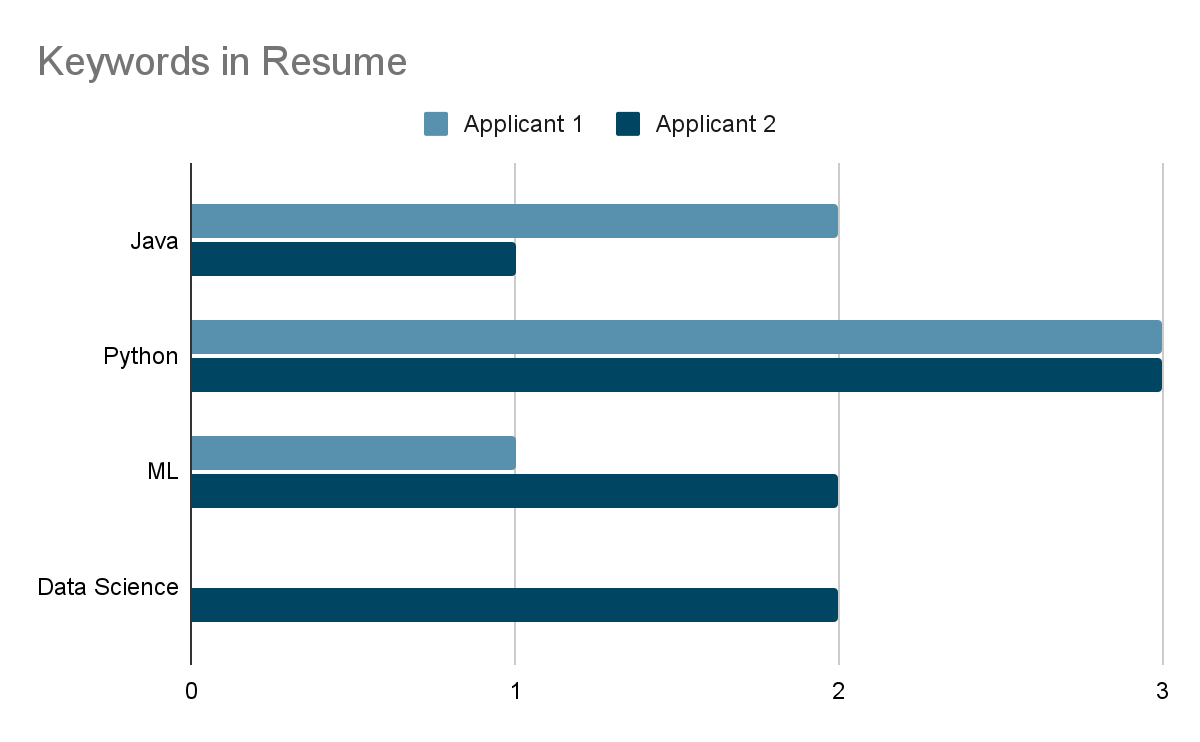 Keywords in Resume
Applicant 1 Applicant 2
Java
Python
ML
Data Science
0 1 2 3